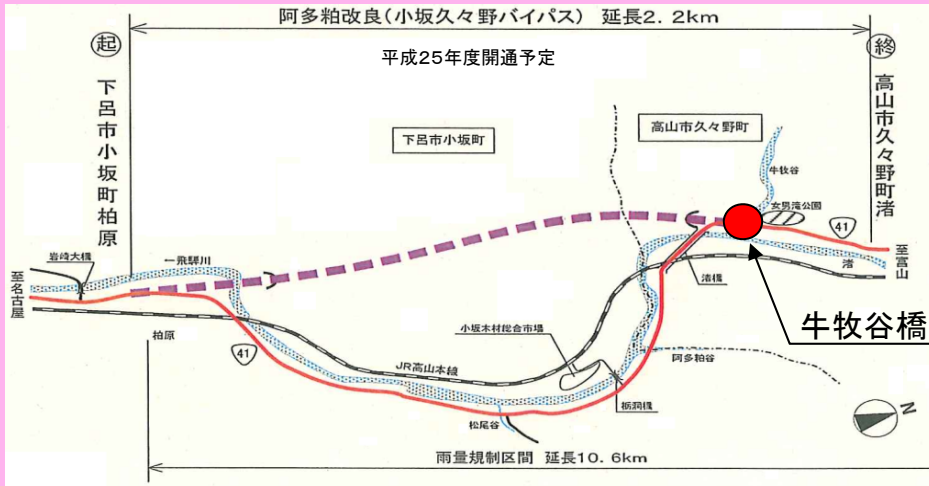 阿多粕改良(小坂久々野バイパス) 延長2.2km
平成25年度開通予定
起
終
下呂市小坂町柏原
高山市久々野町渚
下呂市小坂町
高山市久々野町
牛牧谷
女男滝公園
41
至富山
渚
岩崎大橋
飛騨川
至名古屋
渚橋
牛牧谷橋
柏原
41
小坂木材総合市場
JR高山本線
阿多粕谷
栃洞橋
松尾谷
N
雨量規制区間 延長10.6km